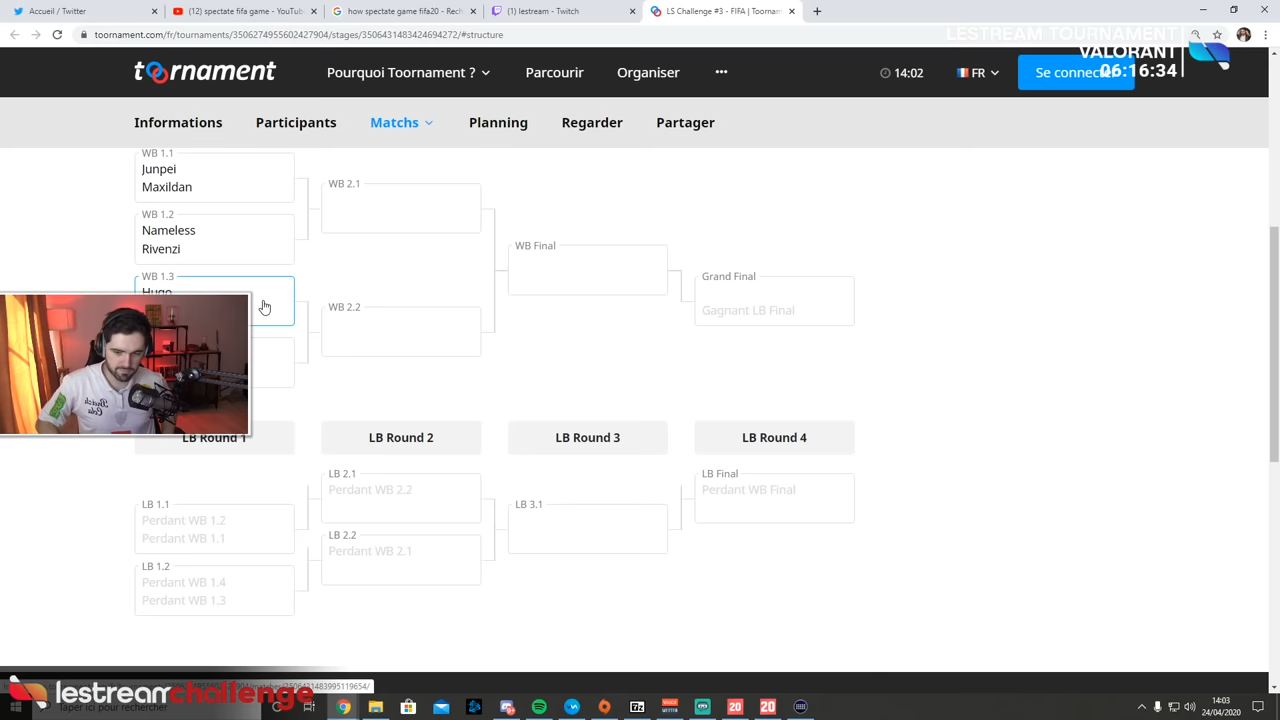 Accueil / Twitter
(12) spectate fifa game - YouTu
how spectate game fifa20 - Rech
(1) lestream - Twitch
LS Challenge #3 - FIFA | Toornam
toornament.com/fr/tournaments/3506274955602427904/stages/3506431483424694272/#structure
LESTREAM TOURNAMENT
VALORANT
06:16:34
toornament
Pourquoi Toornament ?
Parcourir
Organiser
14:02
FR
Se connecter
Informations
Participants
Matchs
Planning
Regarder
Partager
WB 1.1
Junpei
Maxildan
WB 2.1
WB 1.2
Nameless
Rivenzi
WB Final
WB 1.3
Hugo
WB 2.2
Grand Final
Gagnant LB Final
LB Round 1
LB Round 2
LB Round 3
LB Round 4
LB 2.1
Perdant WB 2.2
LB Final
Perdant WB Final
LB 1.1
Perdant WB 1.2
Perdant WB 1.1
LB 3.1
LB 2.2
Perdant WB 2.1
LB 1.2
Perdant WB 1.4
Perdant WB 1.3
lestreamchallenge
Taper ici pour rechercher
14:03
24/04/2020